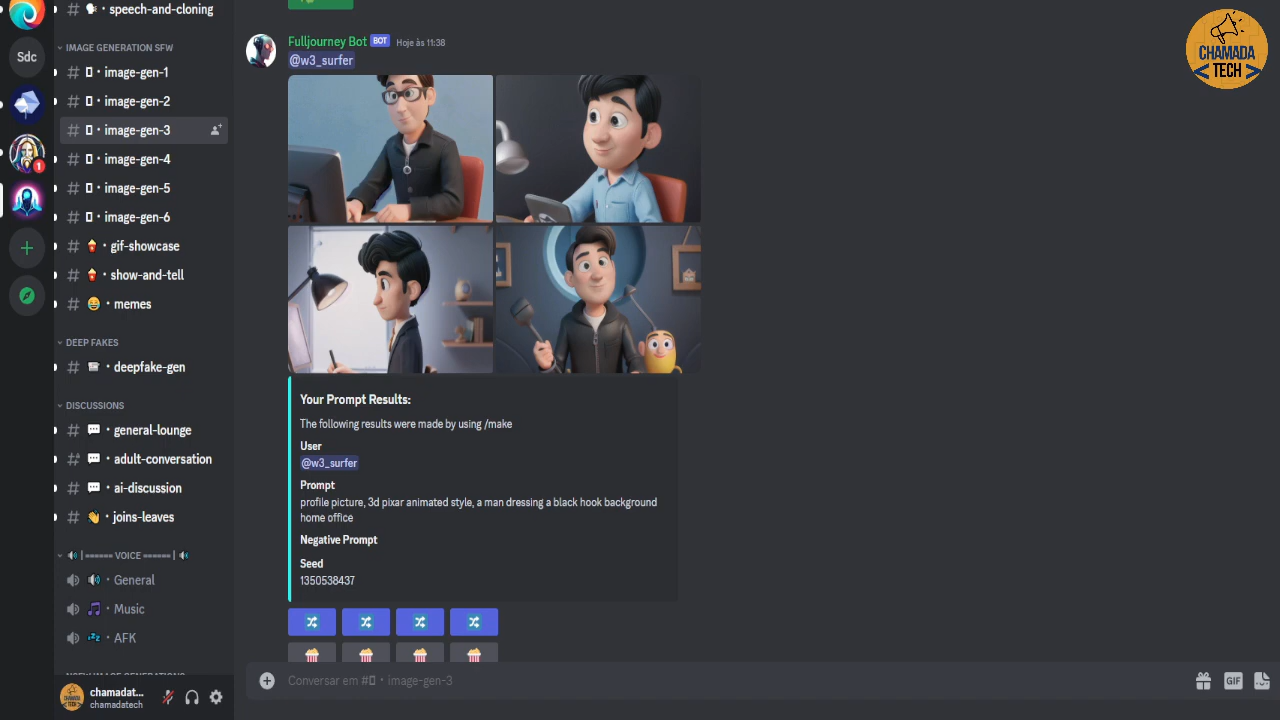 speech-and-cloning
IMAGE GENERATION SFW
image-gen-1
image-gen-2
image-gen-3
image-gen-4
image-gen-5
image-gen-6
gif-showcase
show-and-tell
memes
DEEP FAKES
deepfake-gen
DISCUSSIONS
general-lounge
adult-conversation
ai-discussion
joins-leaves
| ====== VOICE ====== |
General
Music
AFK
chamadat...
chamadatech
Sdc
1
Fulljourney Bot BOT Hoje às 11:38
@w3_surfer
Your Prompt Results:
The following results were made by using /make
User
@w3_surfer
Prompt
profile picture, 3d pixar animated style, a man dressing a black hook background
home office
Negative Prompt
Seed
1350538437
Conversar em #▯・image-gen-3
GIF
CHAMADA
<TECH>